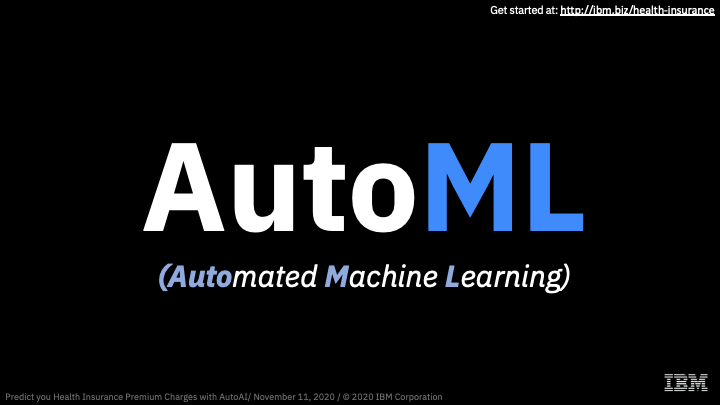 Get started at: http://ibm.biz/health-insurance
AutoML
(Automated Machine Learning)
IBM
Predict you Health Insurance Premium Charges with AutoAI/ November 11, 2020 / © 2020 IBM Corporation